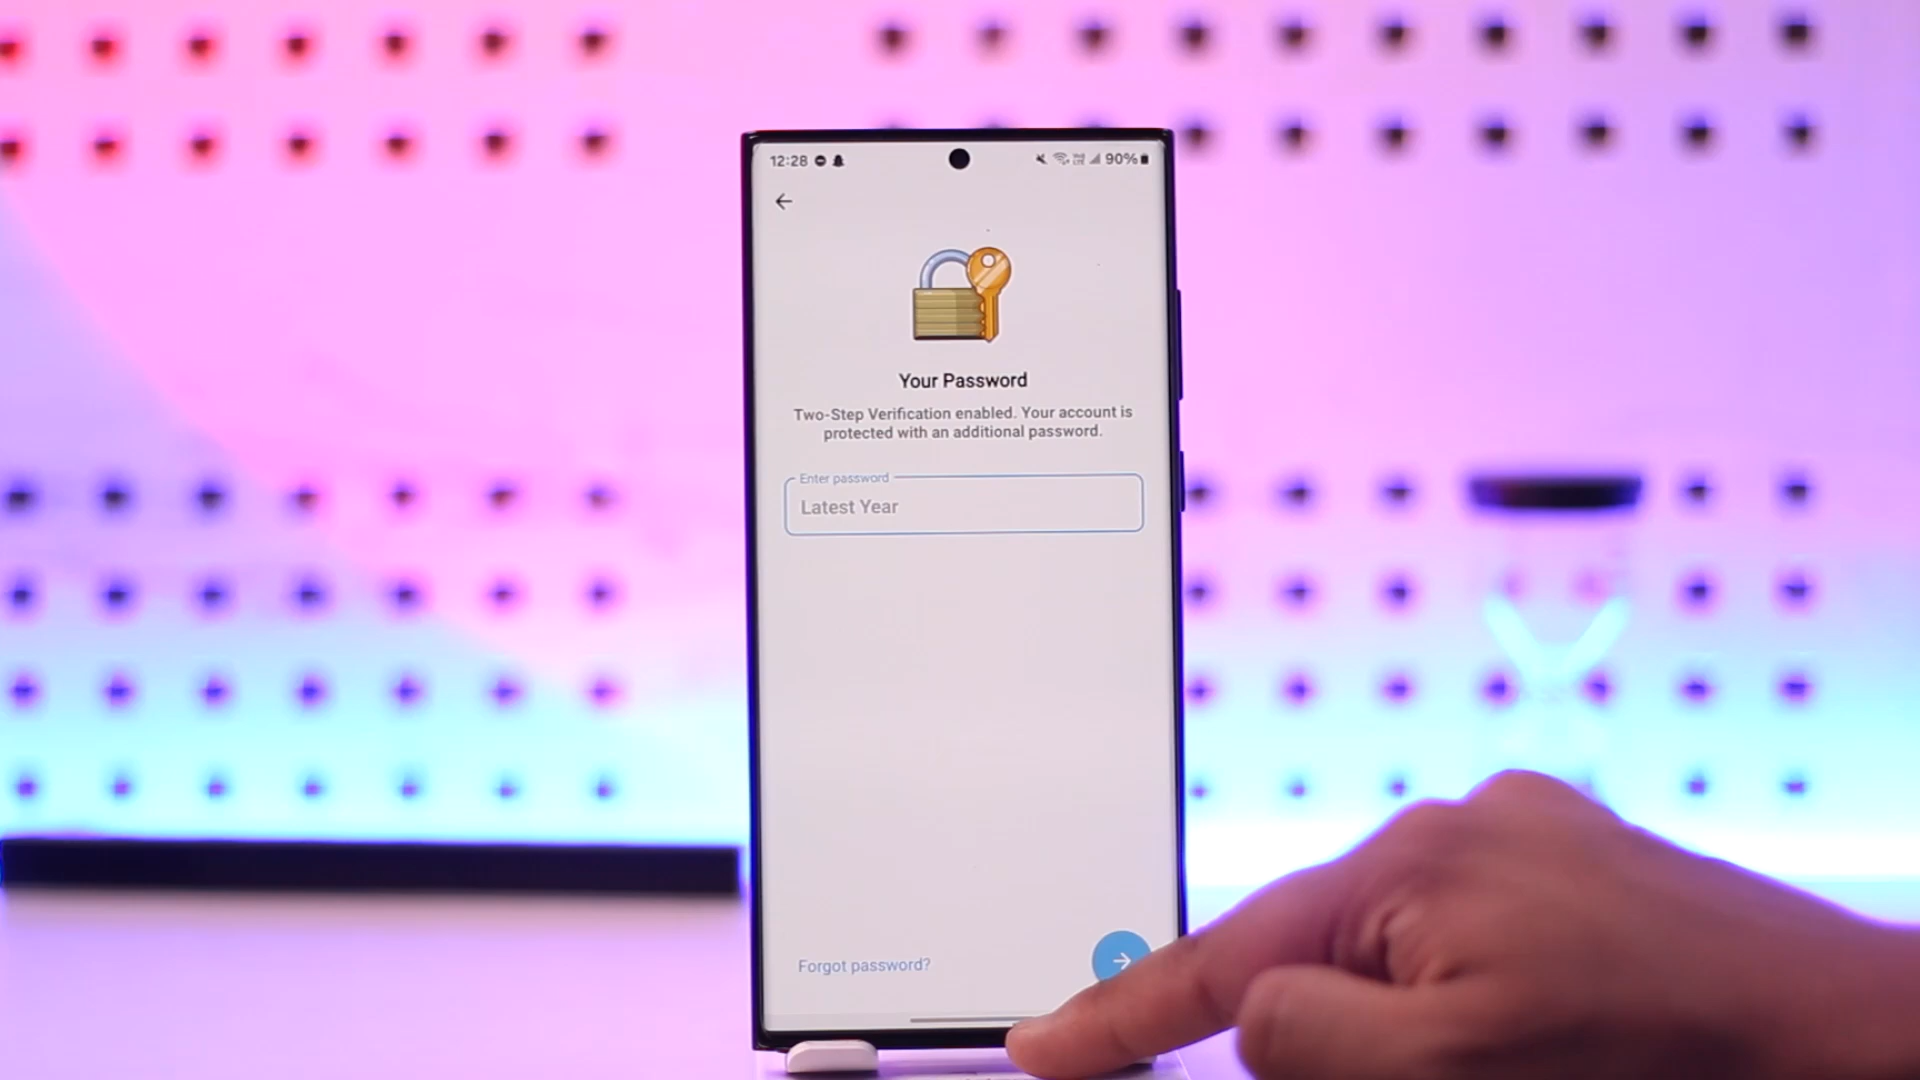 12:28
90%
Your Password
Two-Step Verification enabled. Your account is
protected with an additional password.
Enter password
Latest Year
Forgot password?